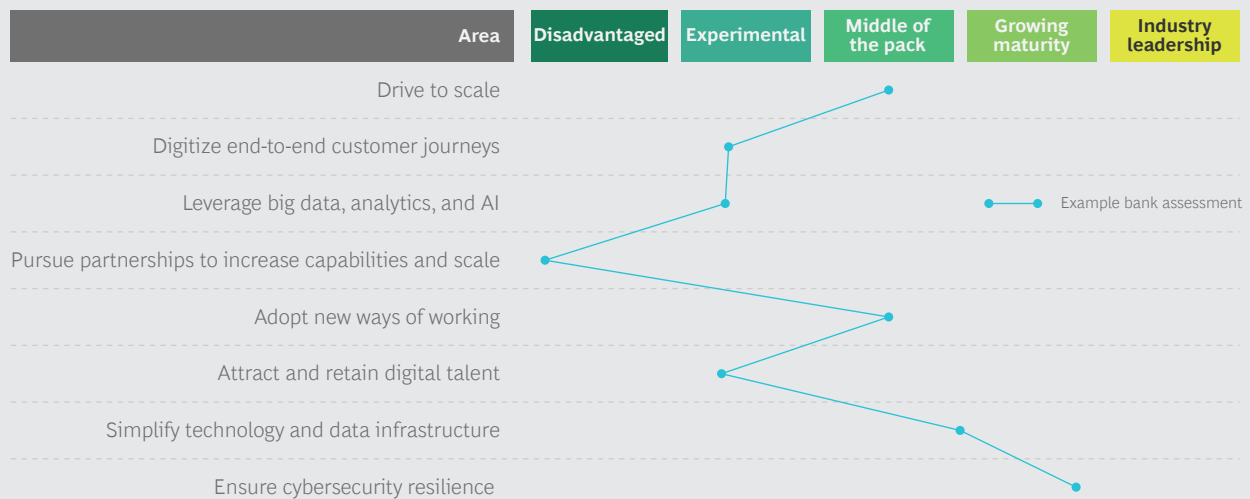 Area
Disadvantaged
Experimental
Middle of
the pack
Growing
maturity
Industry
leadership
Drive to scale
Digitize end-to-end customer journeys
Leverage big data, analytics, and AI
Example bank assessment
Pursue partnerships to increase capabilities and scale
Adopt new ways of working
Attract and retain digital talent
Simplify technology and data infrastructure
Ensure cybersecurity resilience